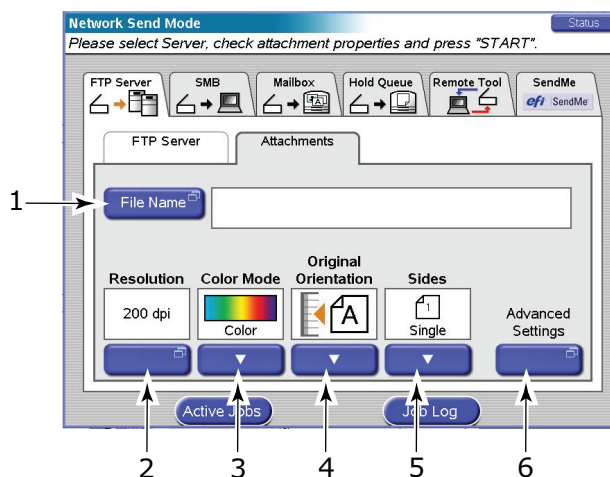 Network Send Mode
Status
Please select Server, check attachment properties and press "START".
FTP Server
SMB
Mailbox
Hold Queue
Remote Tool
SendMe
efi SendMe
FTP Server
Attachments
1
File Name
Resolution
Color Mode
Original
Orientation
Sides
200 dpi
Color
A
1
Single
Advanced
Settings
Active Jobs
Job Log
2
3
4
5
6